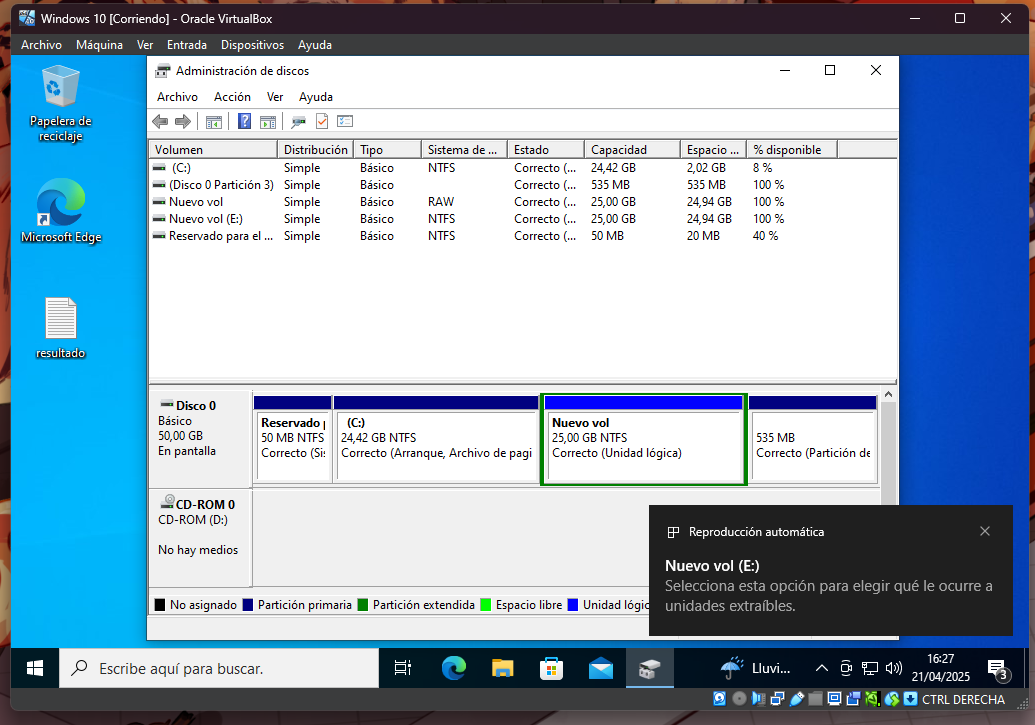 Windows 10 [Corriendo] - Oracle VirtualBox
Archivo Máquina Ver Entrada Dispositivos Ayuda
Papelera de
reciclaje
Microsoft Edge
resultado
Administración de discos
Archivo Acción Ver Ayuda
Volumen Distribución Tipo Sistema de ... Estado Capacidad Espacio ... % disponible
(C:) Simple Básico NTFS Correcto (... 24,42 GB 2,02 GB 8 %
(Disco 0 Partición 3) Simple Básico Correcto (... 535 MB 535 MB 100 %
Nuevo vol Simple Básico RAW Correcto (... 25,00 GB 24,94 GB 100 %
Nuevo vol (E:) Simple Básico NTFS Correcto (... 25,00 GB 24,94 GB 100 %
Reservado para el ... Simple Básico NTFS Correcto (... 50 MB 20 MB 40 %
Disco 0
Básico
50,00 GB
En pantalla
Reservado
50 MB NTFS
Correcto (Si
(C:)
24,42 GB NTFS
Correcto (Arranque, Archivo de pagi
Nuevo vol
25,00 GB NTFS
Correcto (Unidad lógica)
535 MB
Correcto (Partición de
CD-ROM 0
CD-ROM (D:)
No hay medios
No asignado Partición primaria Partición extendida Espacio libre Unidad lógic
Reproducción automática
Nuevo vol (E:)
Selecciona esta opción para elegir qué le ocurre a
unidades extraíbles.
Escribe aquí para buscar.
Lluvi...
16:27
21/04/2025
3
CTRL DERECHA